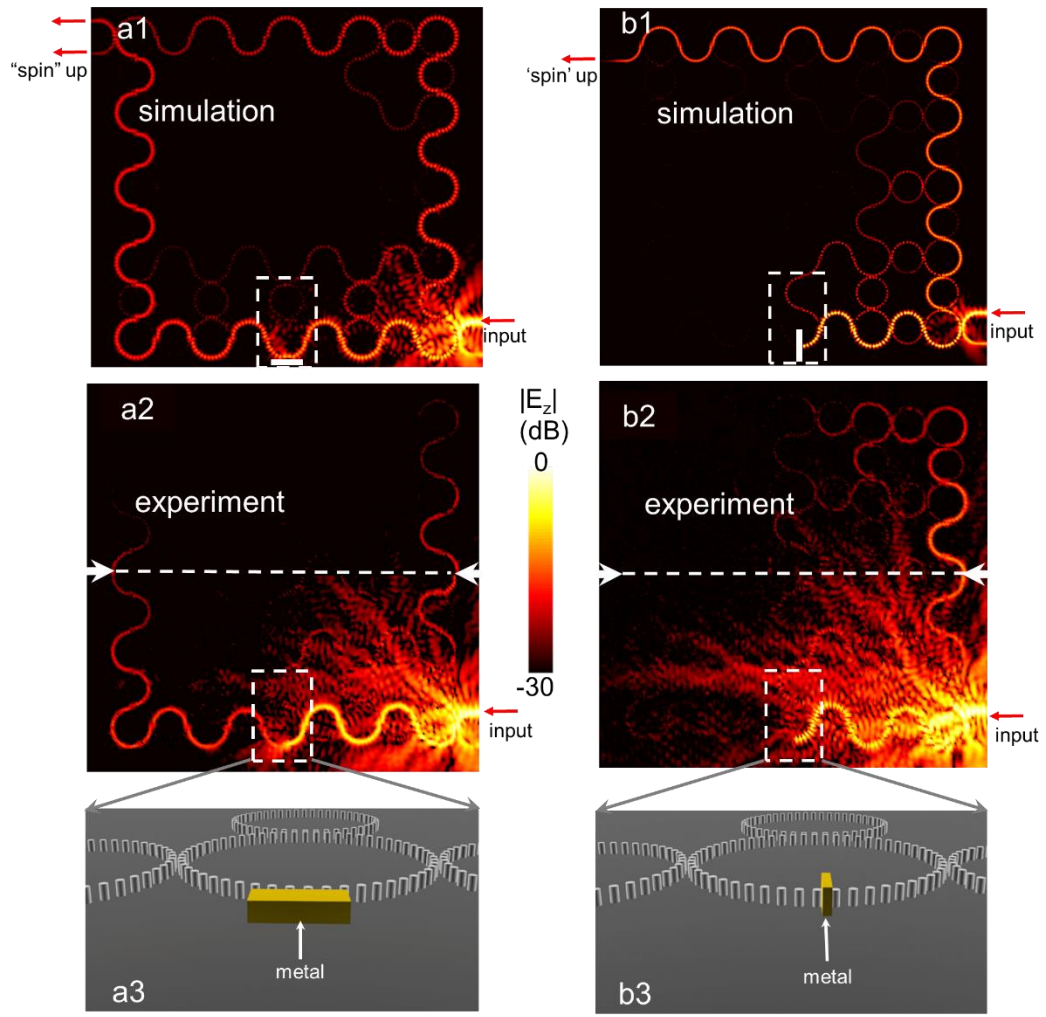 a1
“spin” up
simulation
input
b1
‘spin’ up
simulation
input
a2
experiment
input
|Ez|
(dB)
0
-30
b2
experiment
input
metal
a3
metal
b3